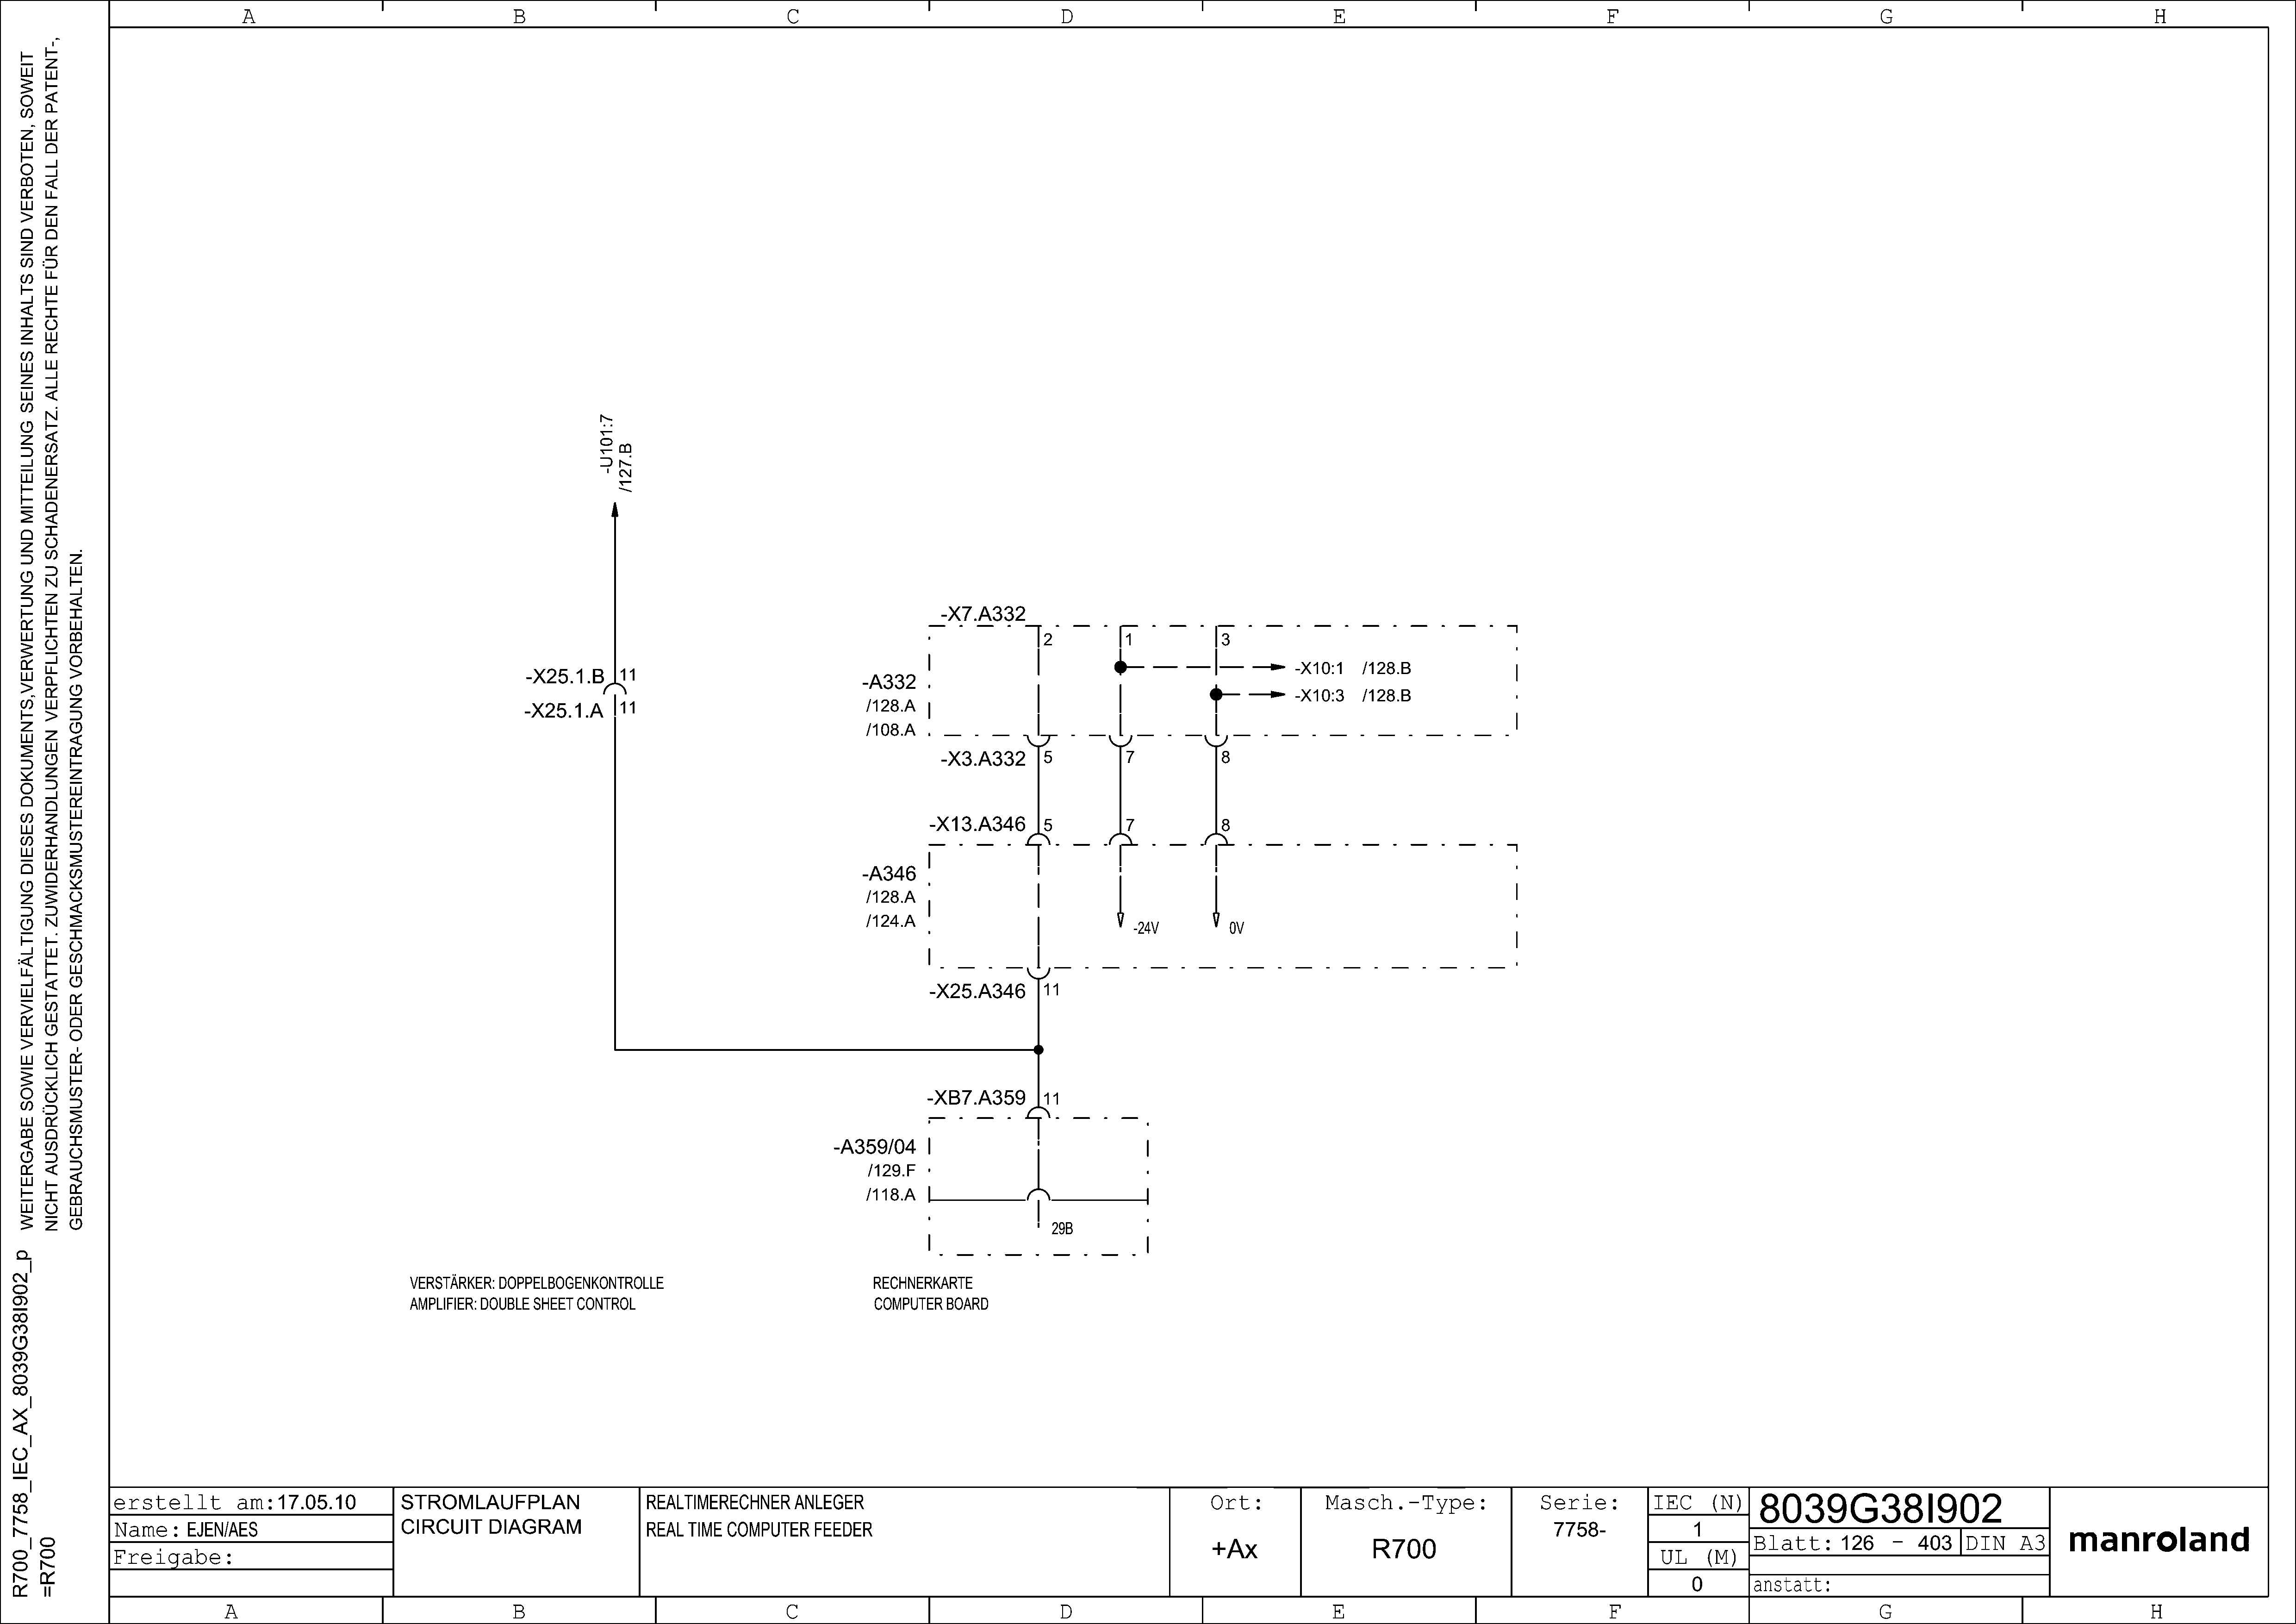 A B C D E F G H
WEITERGABE SOWIE VERVIELFÄLTIGUNG DIESES DOKUMENTS,VERWERTUNG UND MITTEILUNG SEINES INHALTS SIND VERBOTEN, SOWEIT
NICHT AUSDRÜCKLICH GESTATTET. ZUWIDERHANDLUNGEN VERPFLICHTEN ZU SCHADENERSATZ. ALLE RECHTE FÜR DEN FALL DER PATENT-,
GEBRAUCHSMUSTER- ODER GESCHMACKSMUSTEREINTRAGUNG VORBEHALTEN.
R700_7758_IEC_AX_8039G38I902_p
=R700
-U101:7
/127.B
-X25.1.B 11
-X25.1.A 11
-X7.A332
2 1 3
-X10:1 /128.B
-X10:3 /128.B
-A332
/128.A
/108.A
-X3.A332 5 7 8
-X13.A346 5 7 8
-A346
/128.A
/124.A
-24V 0V
-X25.A346 11
-XB7.A359 11
-A359/04
/129.F
/118.A
29B
VERSTÄRKER: DOPPELBOGENKONTROLLE
AMPLIFIER: DOUBLE SHEET CONTROL
RECHNERKARTE
COMPUTER BOARD
erstellt am:17.05.10
Name: EJEN/AES
Freigabe:
STROMLAUFPLAN
CIRCUIT DIAGRAM
REALTIMERECHNER ANLEGER
REAL TIME COMPUTER FEEDER
Ort:
+Ax
Masch.-Type:
R700
Serie:
7758-
IEC (N)
1
UL (M)
0
8039G38I902
Blatt: 126 - 403 DIN A3
anstatt:
manroland
A B C D E F G H